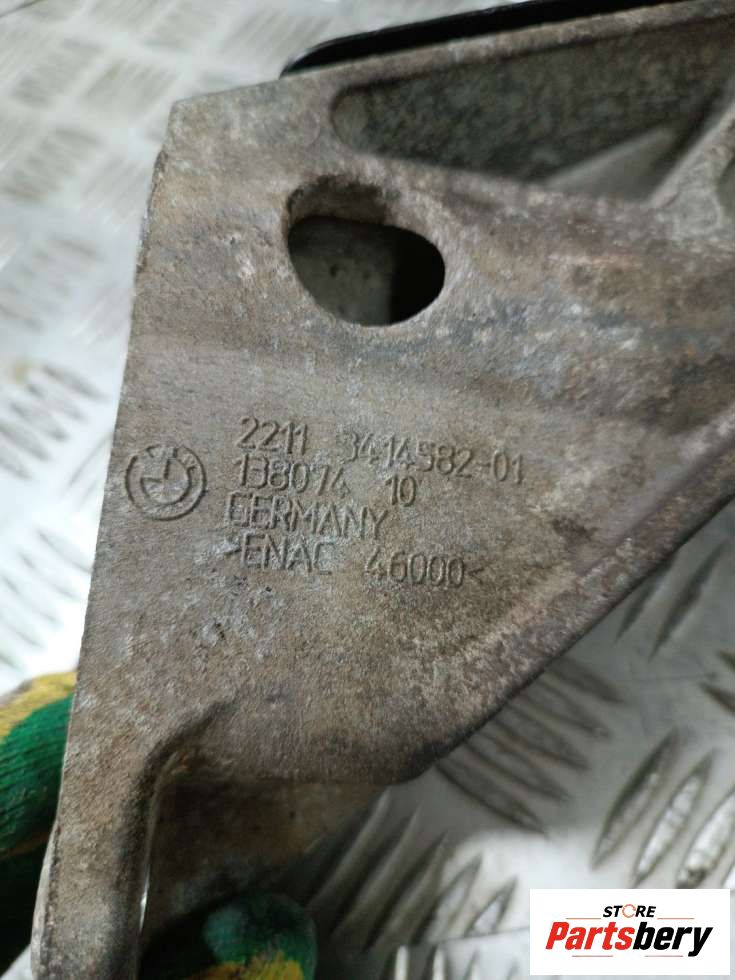 2211 3414582-01
138074 10
GERMANY
>ENAC 46000<
STORE
Partsbery